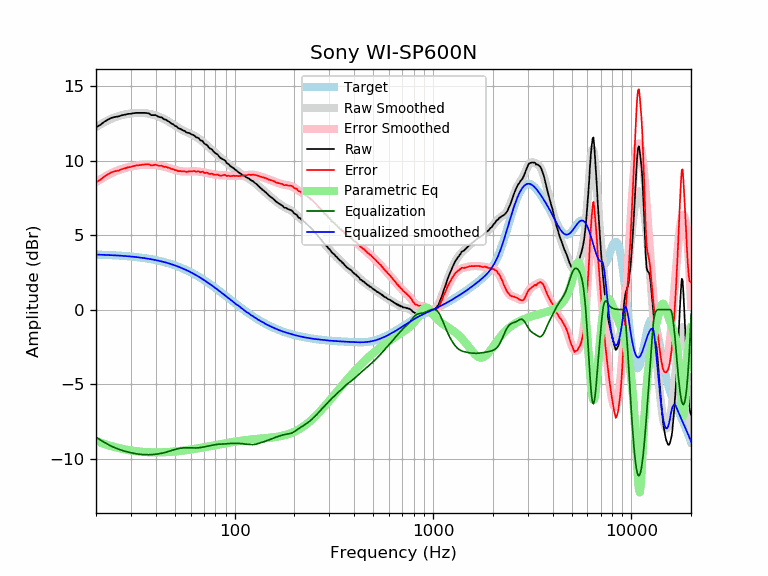 Sony WI-SP600N
Target
Raw Smoothed
Error Smoothed
Raw
Error
Parametric Eq
Equalization
Equalized smoothed
15
10
5
0
−5
−10
Amplitude (dBr)
100
1000
10000
Frequency (Hz)